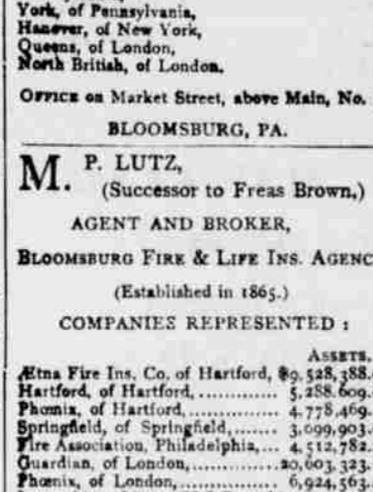 York, of Pennsylvania,
Hanover, of New York,
Queens, of London,
North British, of London.
OFFICE on Market Street, above Main, No.
BLOOMSBURG, PA.
M. P. LUTZ,
(Successor to Freas Brown,)
AGENT AND BROKER,
BLOOMSBURG FIRE & LIFE INS. AGENC
(Established in 1865.)
COMPANIES REPRESENTED :
ASSETS.
Ætna Fire Ins. Co. of Hartford, $9,528,388.
Hartford, of Hartford,............. 5,288,609.
Phœnix, of Hartford,............... 4,778,469.
Springfield, of Springfield,....... 3,099,903.
Fire Association, Philadelphia,... 4,512,782.
Guardian, of London,............20,603,323.
Phœnix, of London,.............. 6,924,563.